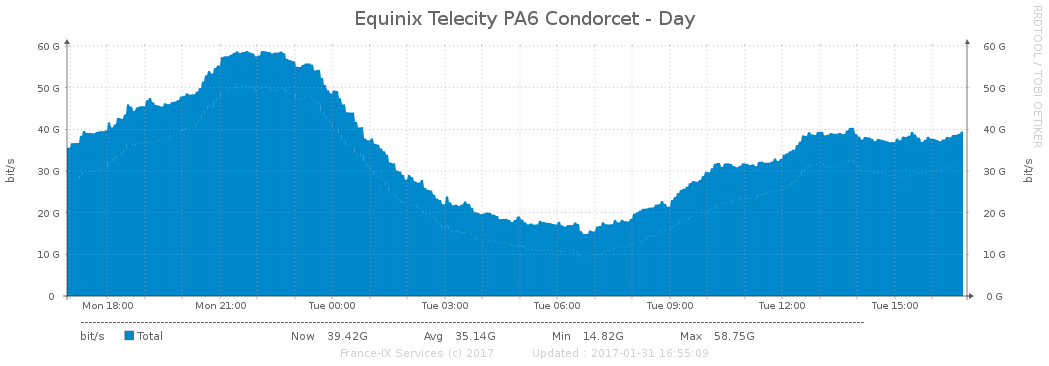 Equinix Telecity PA6 Condorcet - Day
RRDTOOL / TOBI OETIKER
bit/s
60 G
50 G
40 G
30 G
20 G
10 G
0
60 G
50 G
40 G
30 G
20 G
10 G
0 G
bit/s
Mon 18:00 Mon 21:00 Tue 00:00 Tue 03:00 Tue 06:00 Tue 09:00 Tue 12:00 Tue 15:00
bit/s Total Now 39.42G Avg 35.14G Min 14.82G Max 58.75G
France-IX Services (c) 2017 Updated : 2017-01-31 16:55:09